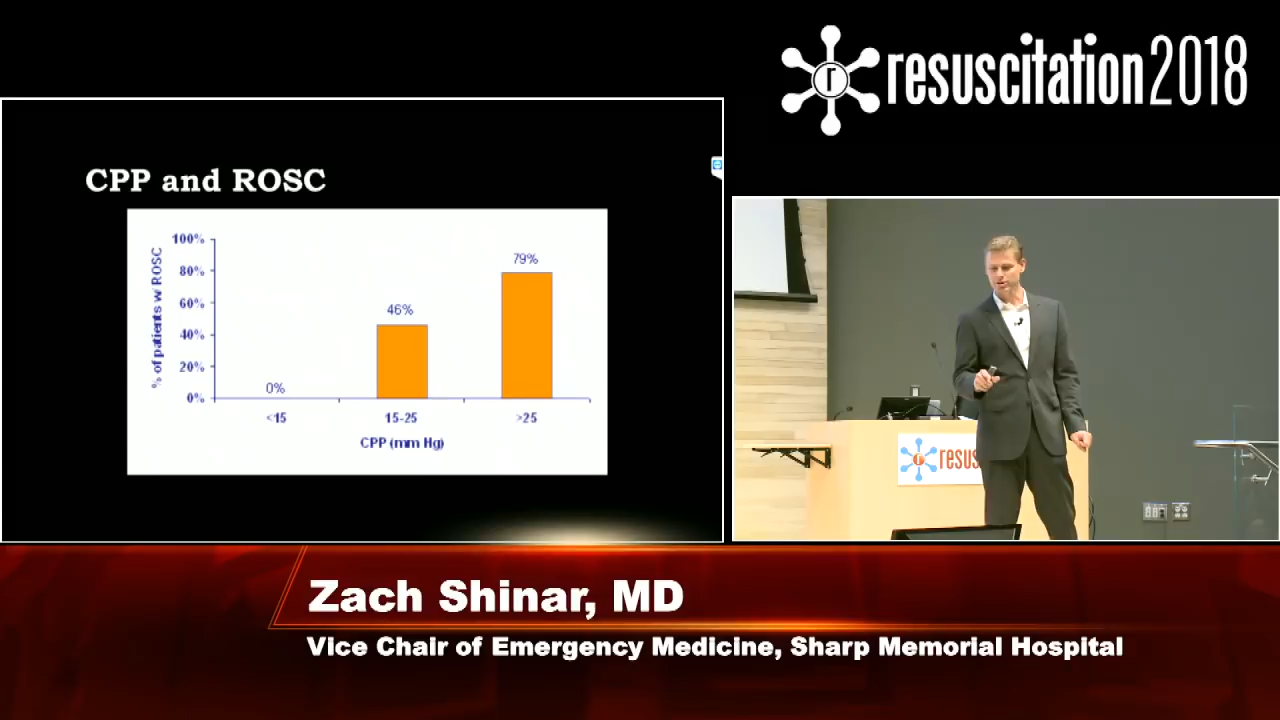 resuscitation2018
r
CPP and ROSC
% of patients w/ ROSC
100%
80%
60%
40%
20%
0%
0%
46%
79%
<15
15-25
>25
CPP (mm Hg)
r
resus
Zach Shinar, MD
Vice Chair of Emergency Medicine, Sharp Memorial Hospital